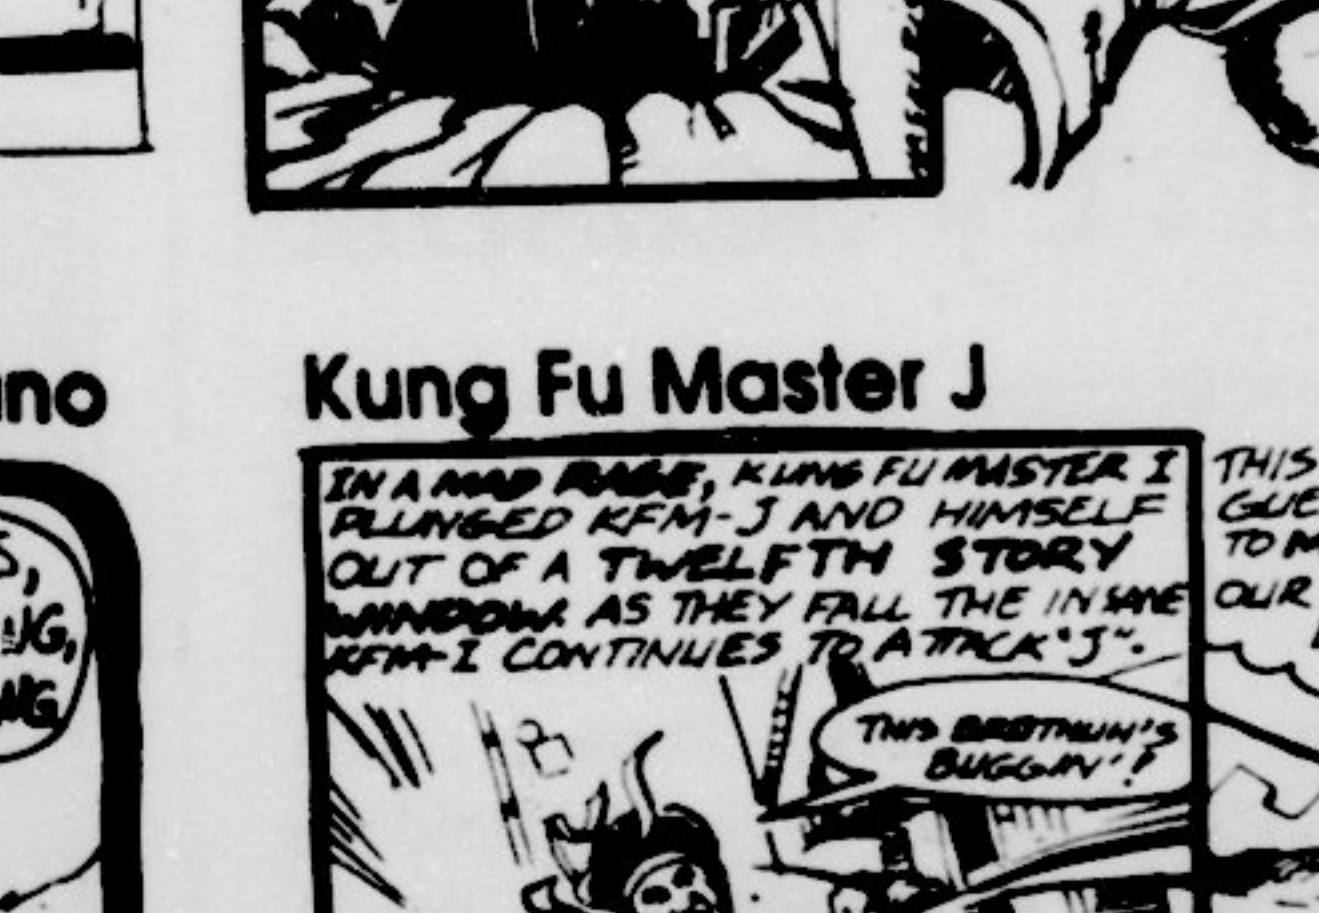 Kung Fu Master J
IN A MAD RAGE, KUNG FU MASTER I
PLUNGED KFM-J AND HIMSELF
OUT OF A TWELFTH STORY
WINDOW. AS THEY FALL THE INSANE
KFM-I CONTINUES TO ATTACK "J".
THIS BROTHUH'S
BUGGIN'!
THIS
TO
OUR